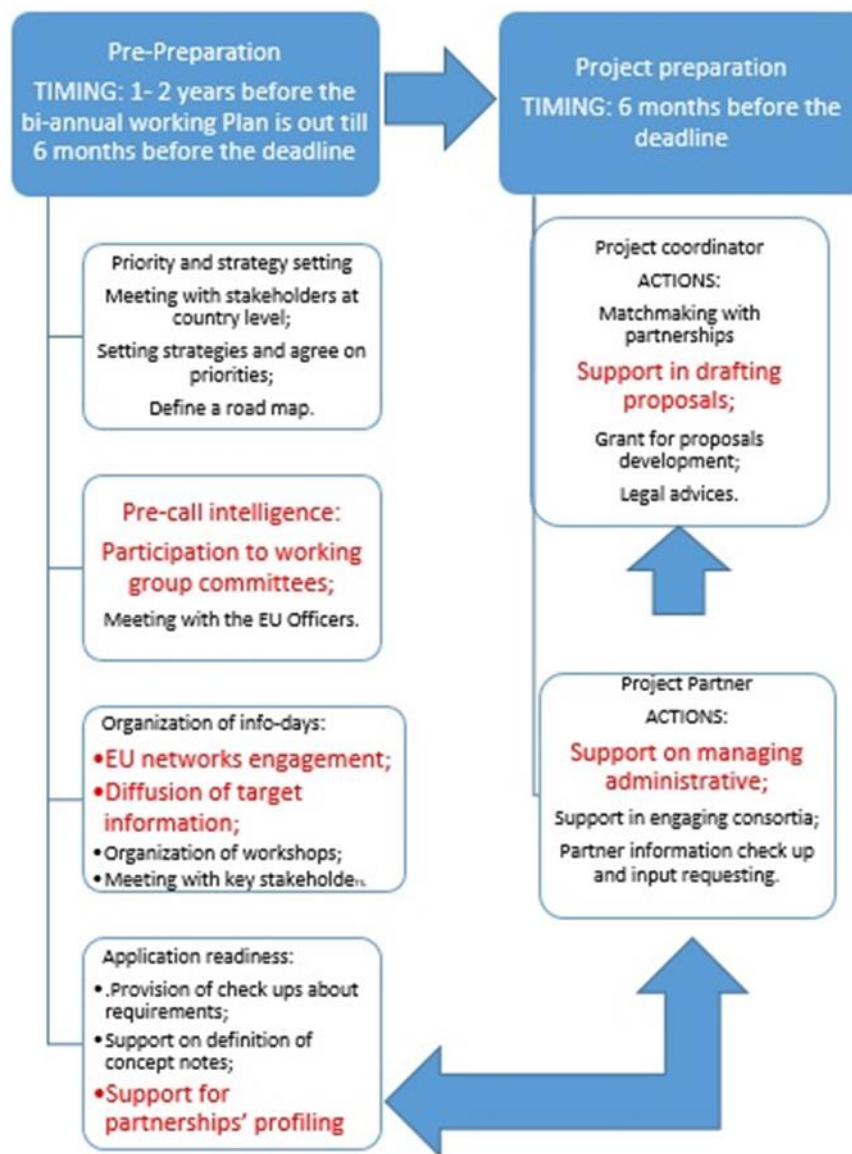 Pre-Preparation
TIMING: 1- 2 years before the
bi-annual working Plan is out till
6 months before the deadline
Priority and strategy setting
Meeting with stakeholders at
country level;
Setting strategies and agree on
priorities;
Define a road map.
Pre-call intelligence:
Participation to working
group committees;
Meeting with the EU Officers.
Organization of info-days:
•EU networks engagement;
•Diffusion of target
information;
•Organization of workshops;
•Meeting with key stakeholders.
Application readiness:
•.Provision of check ups about
requirements;
•Support on definition of
concept notes;
•Support for
partnerships’ profiling
Project preparation
TIMING: 6 months before the
deadline
Project coordinator
ACTIONS:
Matchmaking with
partnerships
Support in drafting
proposals;
Grant for proposals
development;
Legal advices.
Project Partner
ACTIONS:
Support on managing
administrative;
Support in engaging consortia;
Partner information check up
and input requesting.